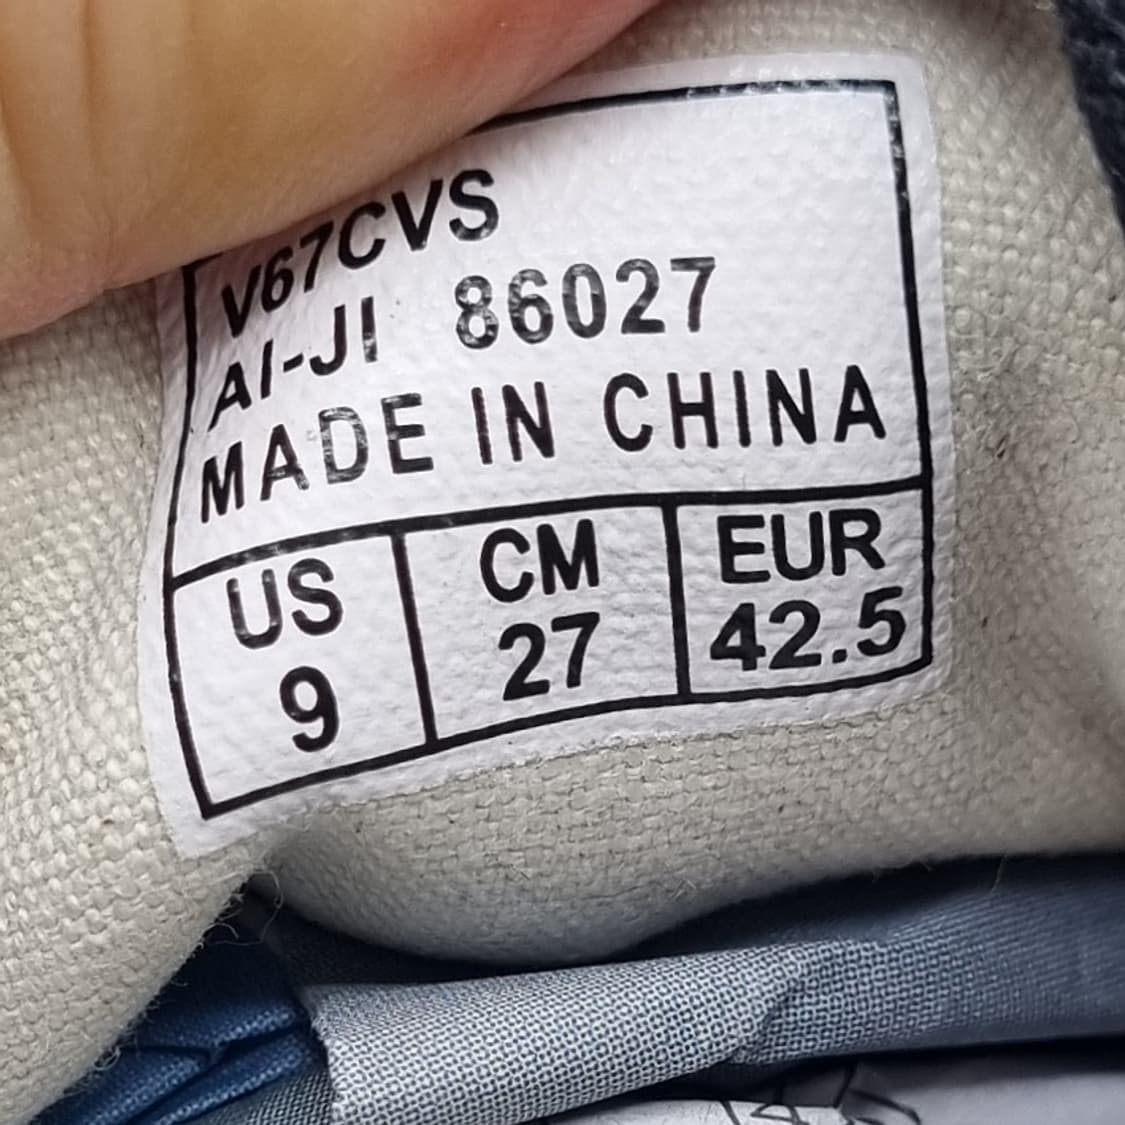 V67CVS
AI-JI 86027
MADE IN CHINA
US CM EUR
9 27 42.5